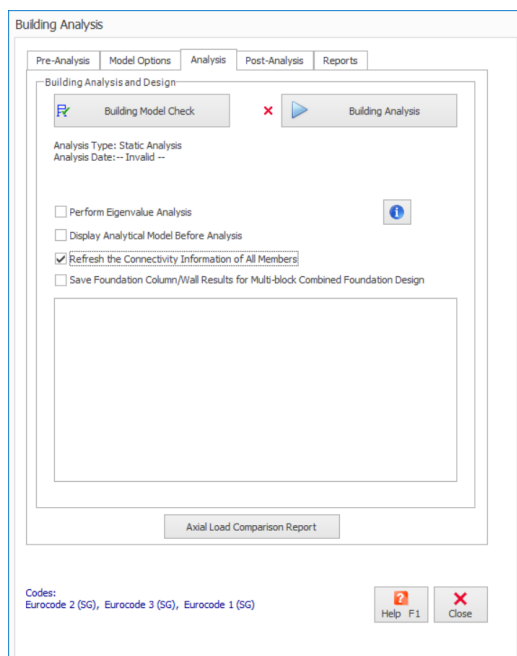 Building Analysis
Pre-Analysis Model Options Analysis Post-Analysis Reports
Building Analysis and Design
Building Model Check Building Analysis
Analysis Type: Static Analysis
Analysis Date:-- Invalid --
Perform Eigenvalue Analysis
Display Analytical Model Before Analysis
Refresh the Connectivity Information of All Members
Save Foundation Column/Wall Results for Multi-block Combined Foundation Design
Axial Load Comparison Report
Codes:
Eurocode 2 (SG), Eurocode 3 (SG), Eurocode 1 (SG)
Help F1 Close